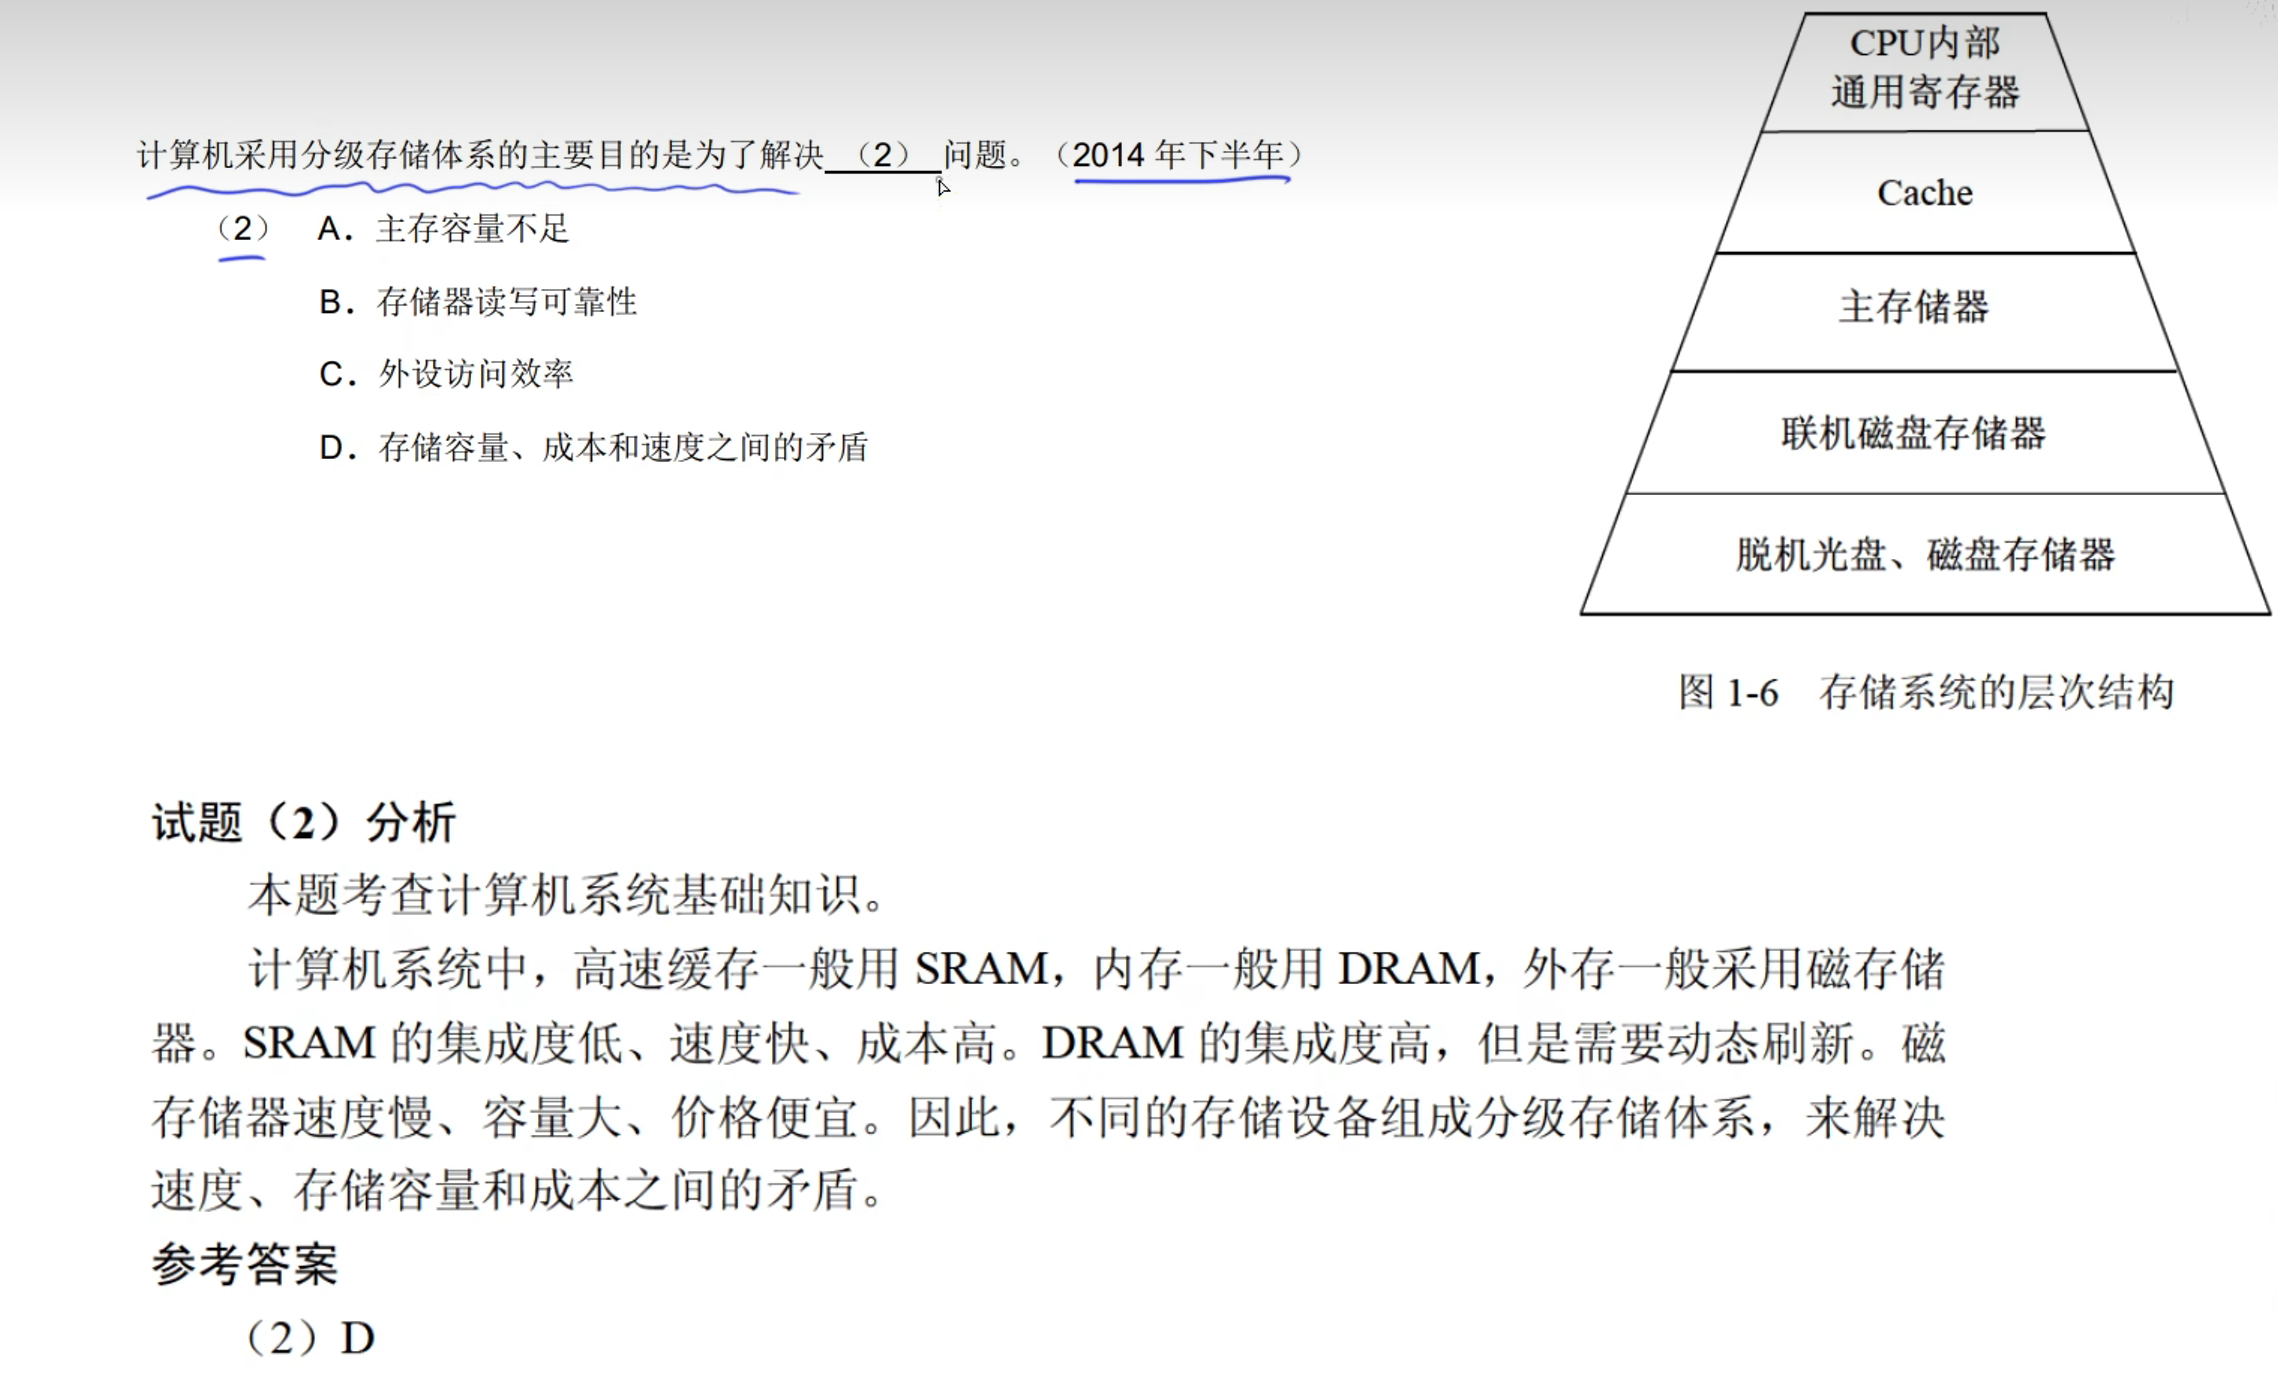 计算机采用分级存储体系的主要目的是为了解决 （2） 问题。（2014 年下半年）
（2） A．主存容量不足
B．存储器读写可靠性
C．外设访问效率
D．存储容量、成本和速度之间的矛盾
CPU内部
通用寄存器
Cache
主存储器
联机磁盘存储器
脱机光盘、磁盘存储器
图 1-6 存储系统的层次结构
试题（2）分析
本题考查计算机系统基础知识。
计算机系统中，高速缓存一般用 SRAM，内存一般用 DRAM，外存一般采用磁存储
器。SRAM 的集成度低、速度快、成本高。DRAM 的集成度高，但是需要动态刷新。磁
存储器速度慢、容量大、价格便宜。因此，不同的存储设备组成分级存储体系，来解决
速度、存储容量和成本之间的矛盾。
参考答案
（2）D